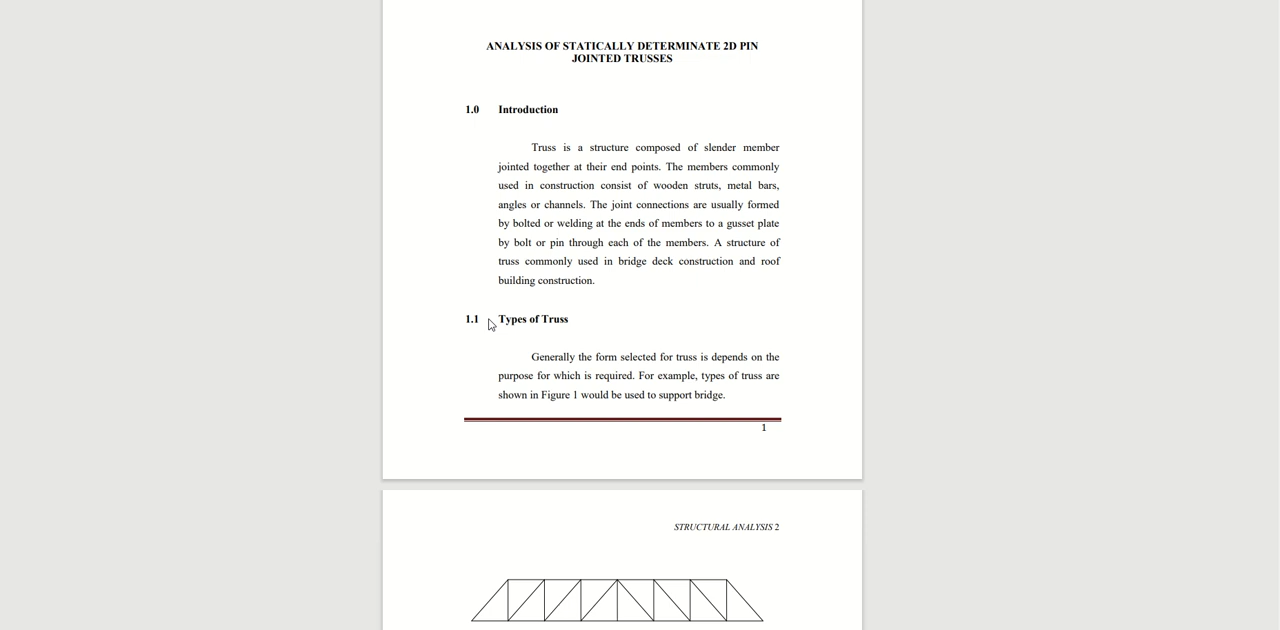 ANALYSIS OF STATICALLY DETERMINATE 2D PIN
JOINTED TRUSSES
1.0 Introduction
Truss is a structure composed of slender member
jointed together at their end points. The members commonly
used in construction consist of wooden struts, metal bars,
angles or channels. The joint connections are usually formed
by bolted or welding at the ends of members to a gusset plate
by bolt or pin through each of the members. A structure of
truss commonly used in bridge deck construction and roof
building construction.
1.1 Types of Truss
Generally the form selected for truss is depends on the
purpose for which is required. For example, types of truss are
shown in Figure 1 would be used to support bridge.
1
STRUCTURAL ANALYSIS 2